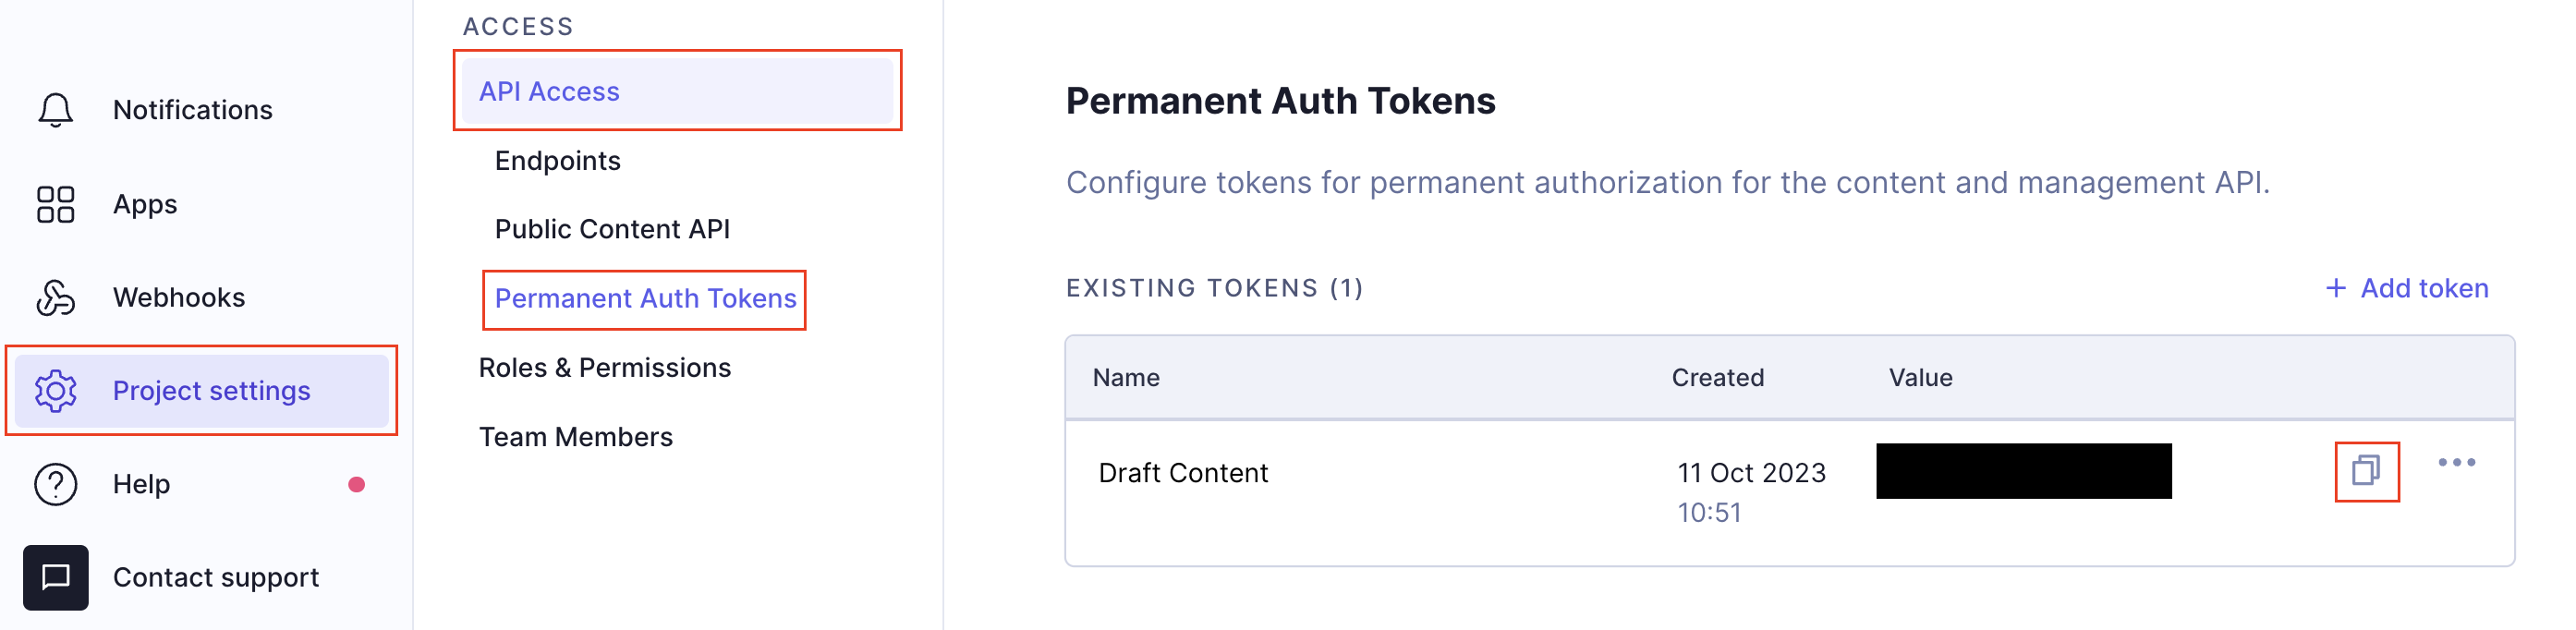 Notifications
Apps
Webhooks
Project settings
Help
Contact support
ACCESS
API Access
Endpoints
Public Content API
Permanent Auth Tokens
Roles & Permissions
Team Members
Permanent Auth Tokens
Configure tokens for permanent authorization for the content and management API.
EXISTING TOKENS (1)
+ Add token
Name Created Value
Draft Content 11 Oct 2023
10:51